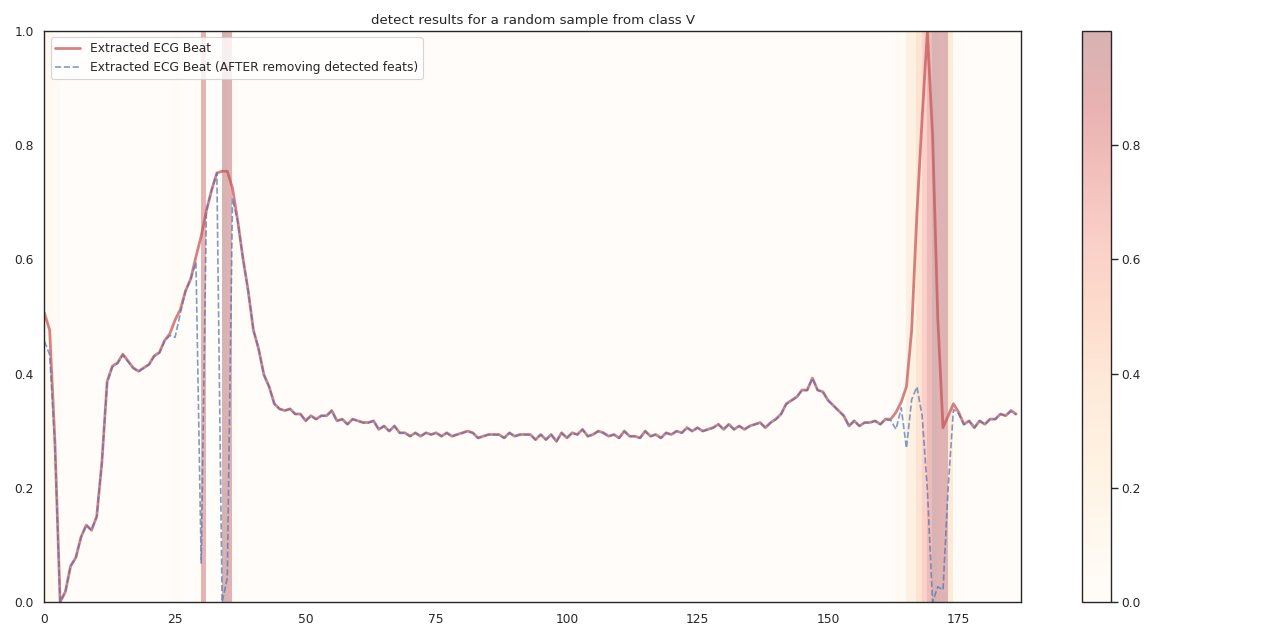 detect results for a random sample from class V
Extracted ECG Beat
Extracted ECG Beat (AFTER removing detected feats)
1.0
0.8
0.6
0.4
0.2
0.0
0 25 50 75 100 125 150 175
0.8
0.6
0.4
0.2
0.0